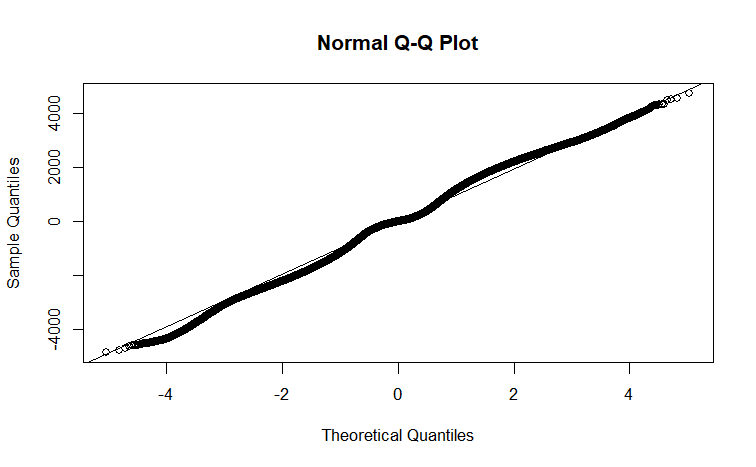 Normal Q-Q Plot
Sample Quantiles
4000
2000
0
-4000
-4 -2 0 2 4
Theoretical Quantiles